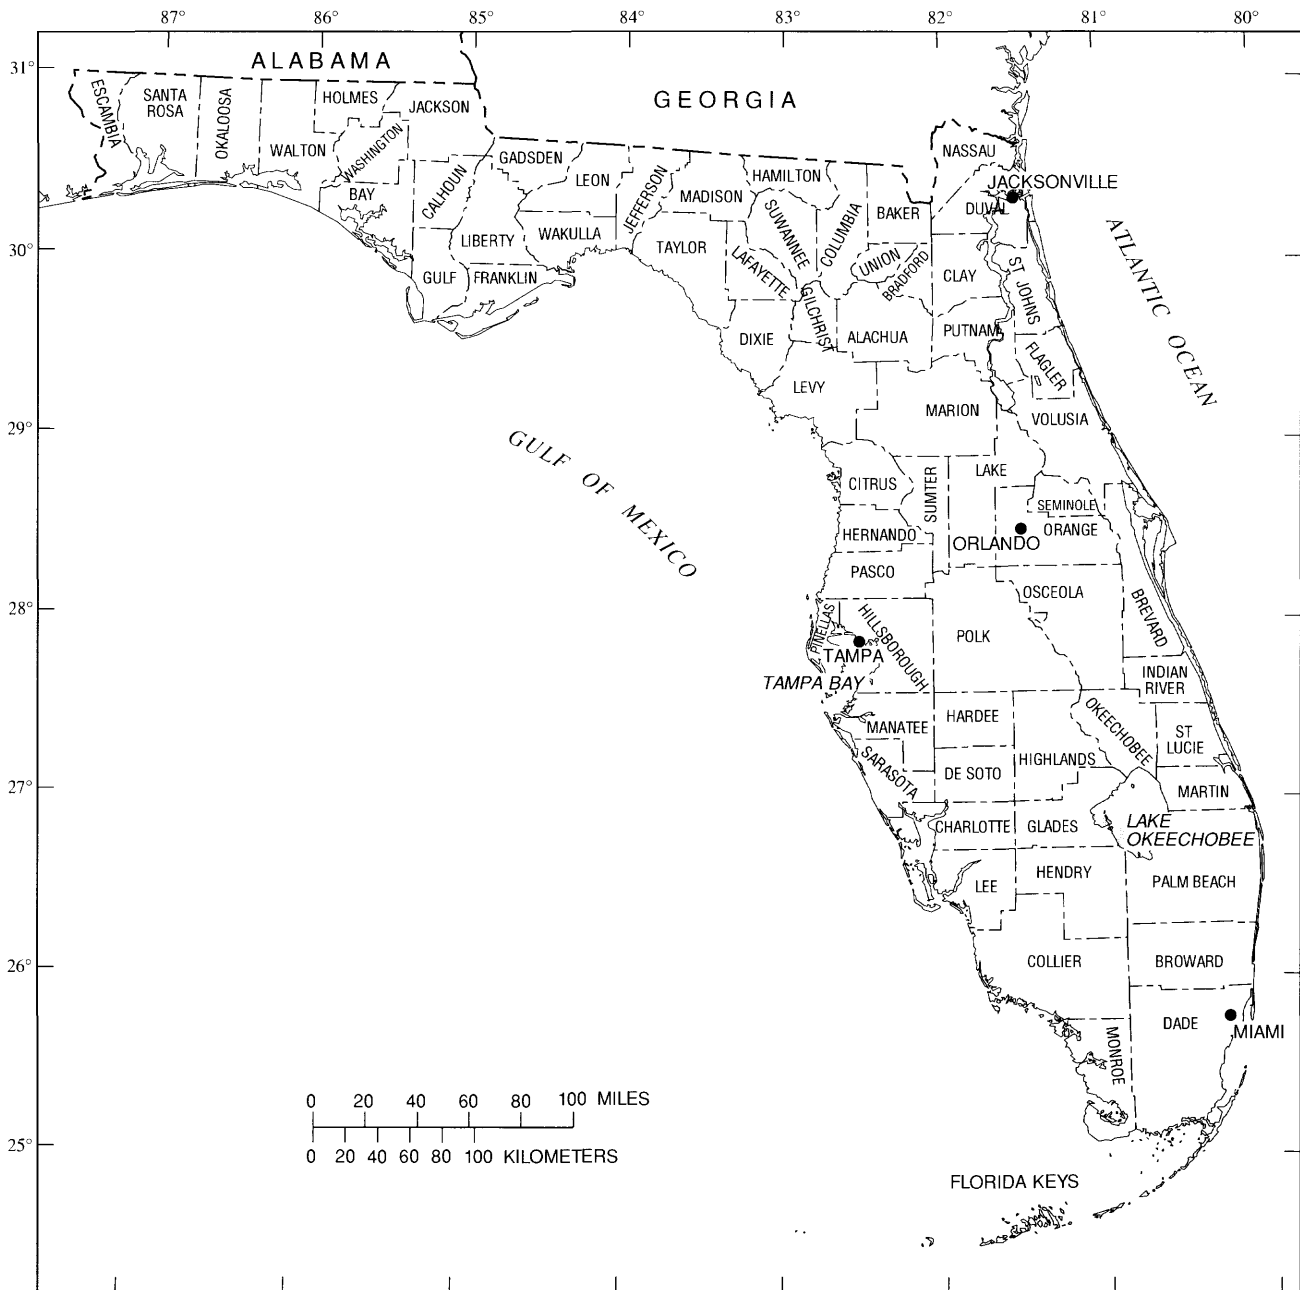 87° 86° 85° 84° 83° 82° 81° 80°
31°
30°
29°
28°
27°
26°
25°
ALABAMA
GEORGIA
ESCAMBIA
SANTA
ROSA
OKALOOSA
WALTON
HOLMES
WASHINGTON
JACKSON
BAY
CALHOUN
GULF
GADSDEN
LIBERTY
FRANKLIN
LEON
WAKULLA
JEFFERSON
MADISON
TAYLOR
HAMILTON
SUWANNEE
LAFAYETTE
DIXIE
COLUMBIA
GILCHRIST
BAKER
UNION
BRADFORD
ALACHUA
LEVY
NASSAU
JACKSONVILLE
DUVAL
CLAY
ST JOHNS
PUTNAM
FLAGLER
MARION
VOLUSIA
ATLANTIC OCEAN
GULF OF MEXICO
CITRUS
SUMTER
LAKE
SEMINOLE
HERNANDO
ORLANDO
ORANGE
PASCO
OSCEOLA
BREVARD
PINELLAS
HILLSBOROUGH
POLK
TAMPA
TAMPA BAY
INDIAN
RIVER
MANATEE
HARDEE
OKEECHOBEE
ST
LUCIE
SARASOTA
DE SOTO
HIGHLANDS
MARTIN
CHARLOTTE
GLADES
LAKE
OKEECHOBEE
LEE
HENDRY
PALM BEACH
COLLIER
BROWARD
MONROE
DADE
MIAMI
FLORIDA KEYS
0 20 40 60 80 100 MILES
0 20 40 60 80 100 KILOMETERS
85 84 83 82 81